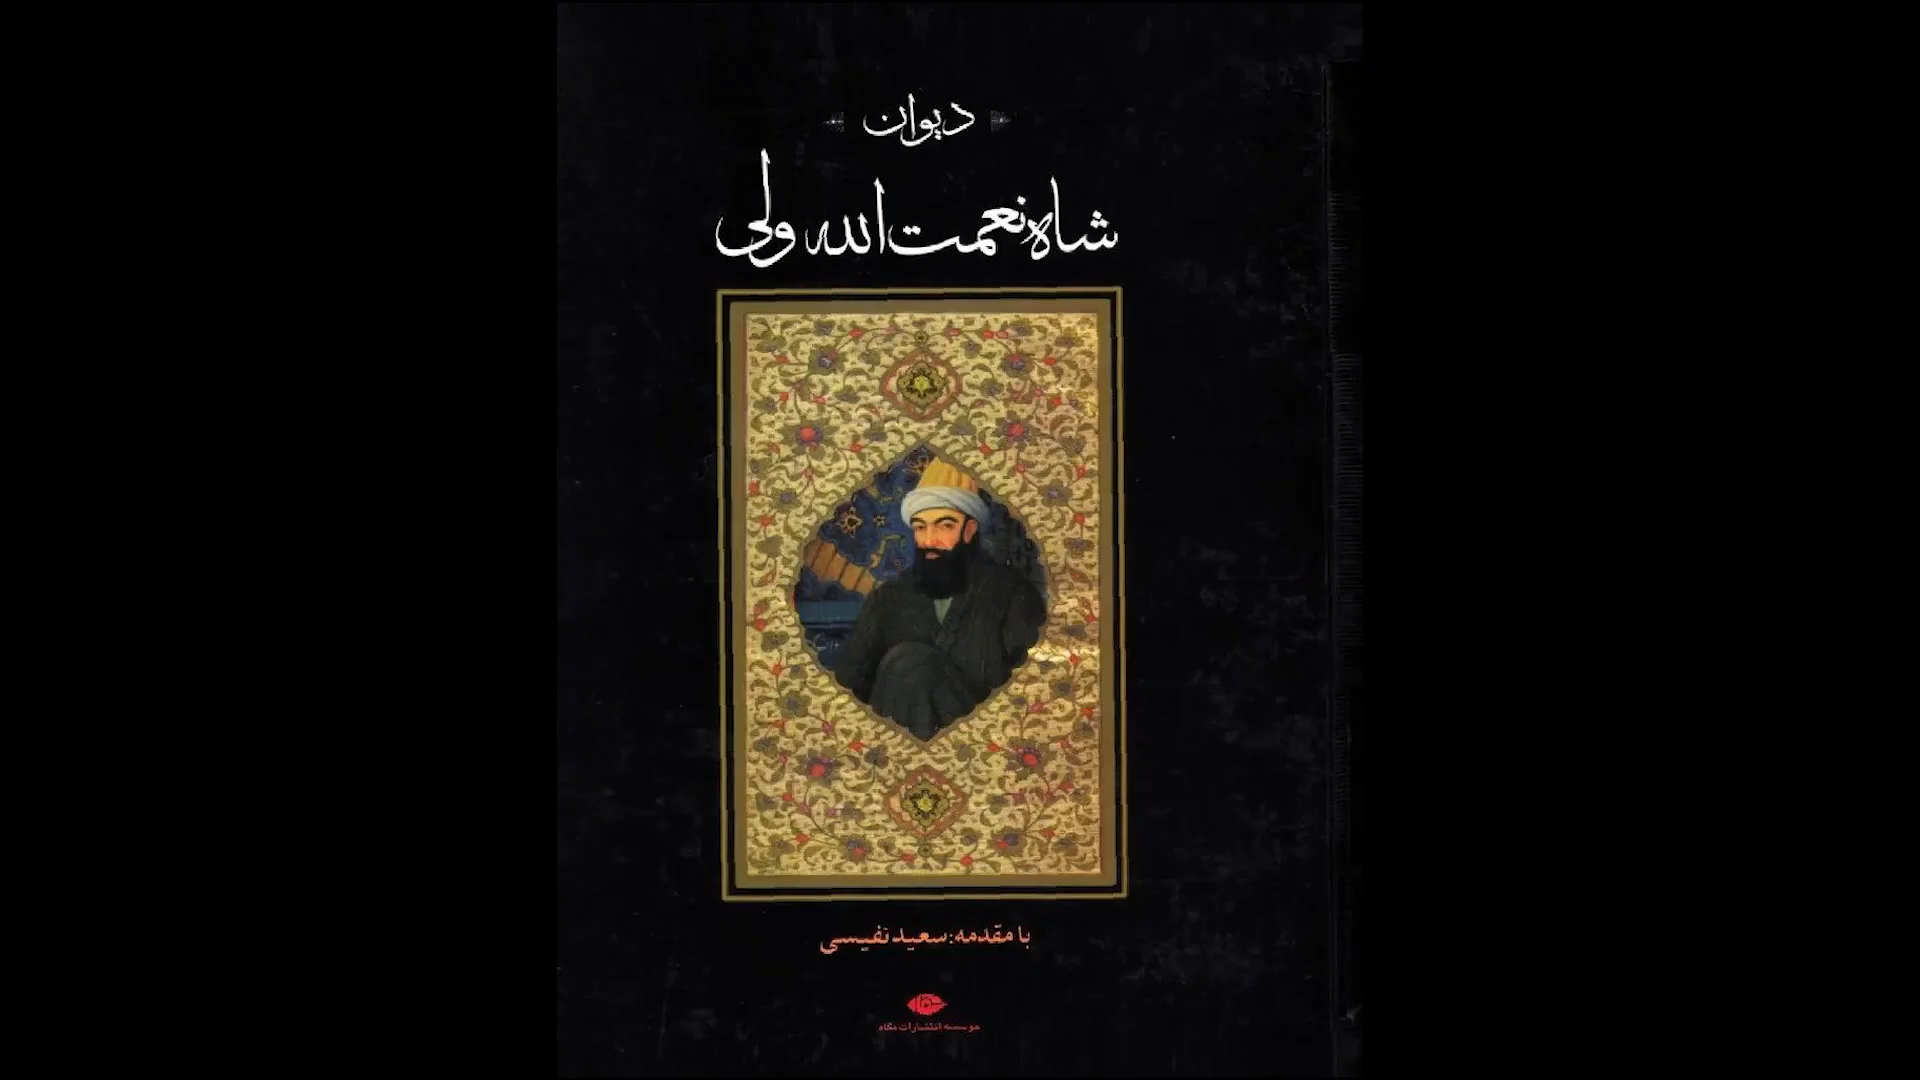 دیوان
شاه نعمت‌الله ولی
با مقدمه: سعید نفیسی
موسسه انتشارات نگاه